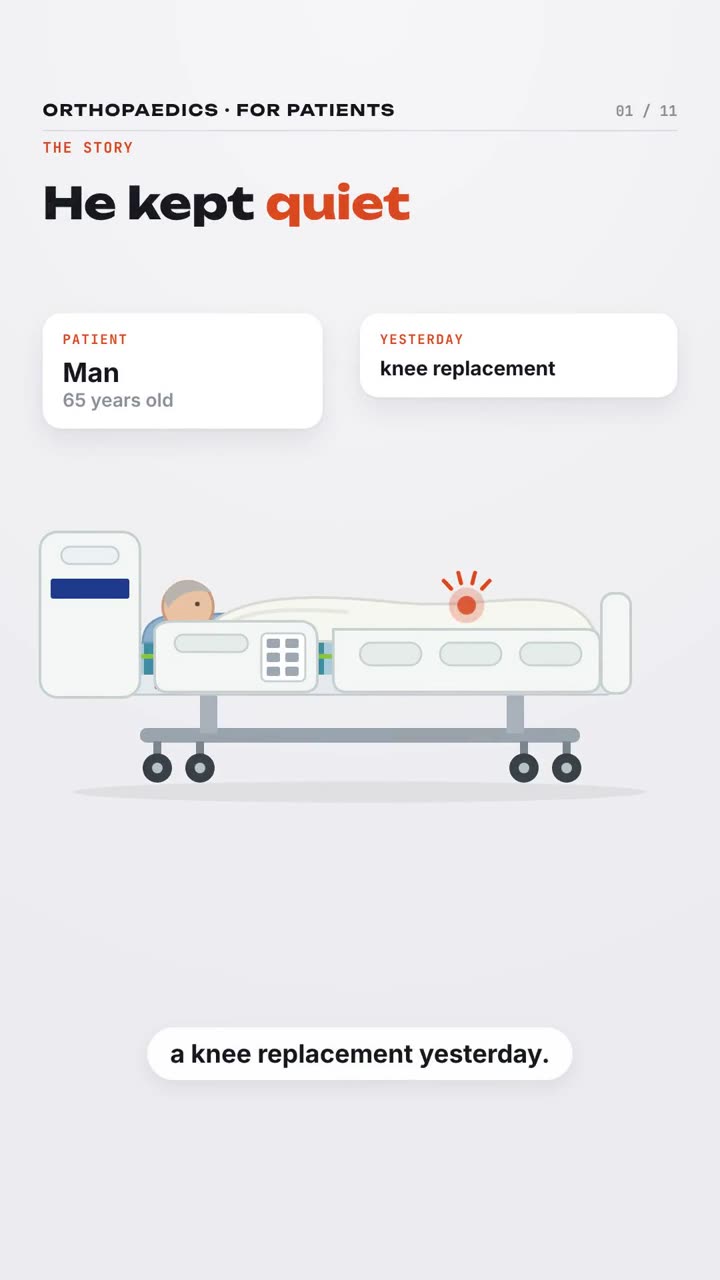 ORTHOPAEDICS · FOR PATIENTS
01 / 11
THE STORY
He kept quiet
PATIENT
Man
65 years old
YESTERDAY
knee replacement
a knee replacement yesterday.